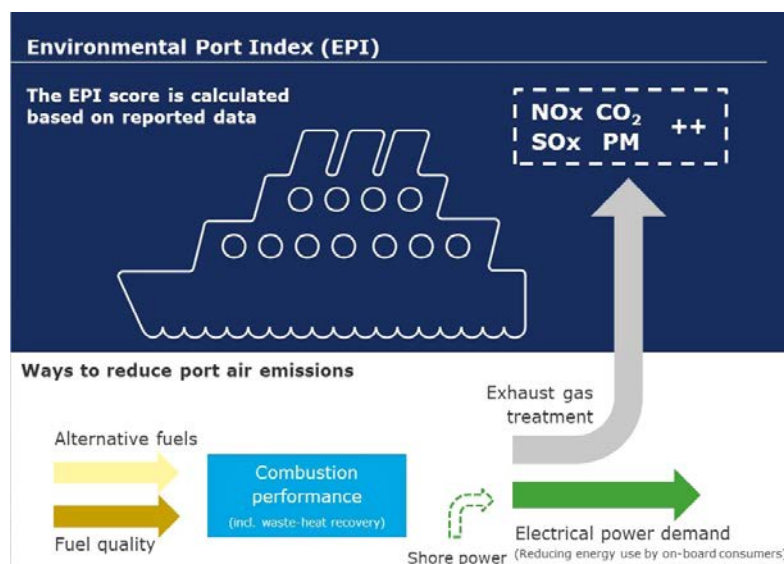 Environmental Port Index (EPI)
The EPI score is calculated
based on reported data
NOx CO₂
SOx PM
++
Ways to reduce port air emissions
Exhaust gas
treatment
Alternative fuels
Combustion
performance
(incl. waste-heat recovery)
Fuel quality
Shore power
Electrical power demand
(Reducing energy use by on-board consumers)